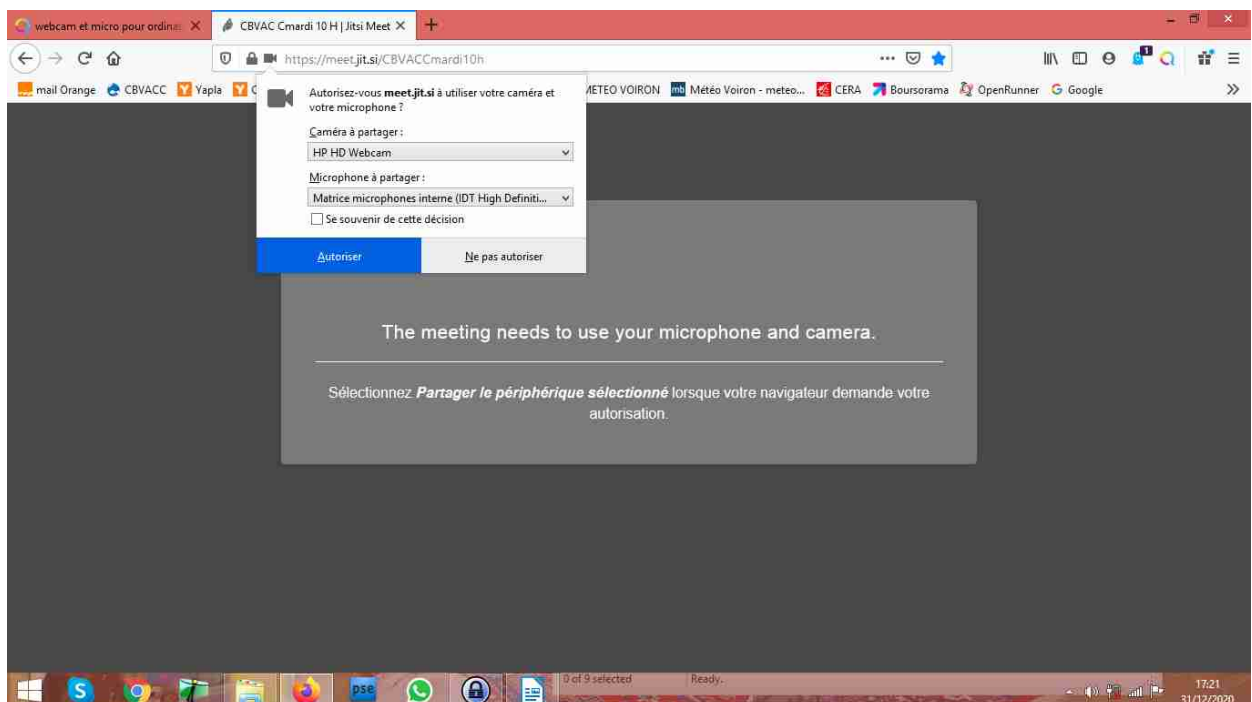 webcam et micro pour ordina
CBVAC Cmardi 10 H | Jitsi Meet
https://meet.jit.si/CBVACCmardi10h
mail Orange
CBVACC
Yapla
METEO VOIRON
Météo Voiron - meteo...
CERA
Boursorama
OpenRunner
Google
Autorisez-vous meet.jit.si à utiliser votre caméra et
votre microphone ?
Caméra à partager :
HP HD Webcam
Microphone à partager :
Matrice microphones interne (IDT High Definiti...
Se souvenir de cette décision
Autoriser
Ne pas autoriser
The meeting needs to use your microphone and camera.
Sélectionnez Partager le périphérique sélectionné lorsque votre navigateur demande votre
autorisation.
pse
0 of 9 selected
Ready.
17:21
31/12/2020